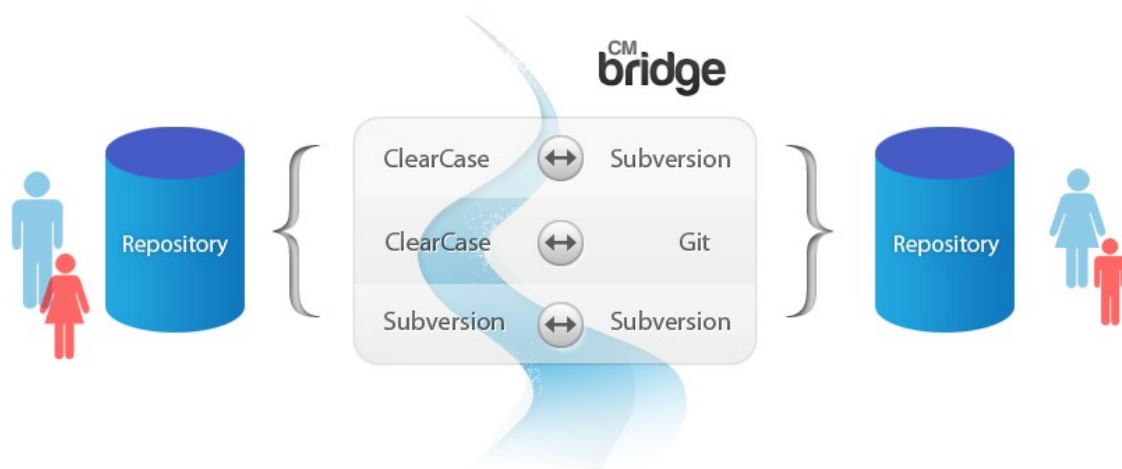 CM
bridge
ClearCase Subversion
Repository ClearCase Git Repository
Subversion Subversion